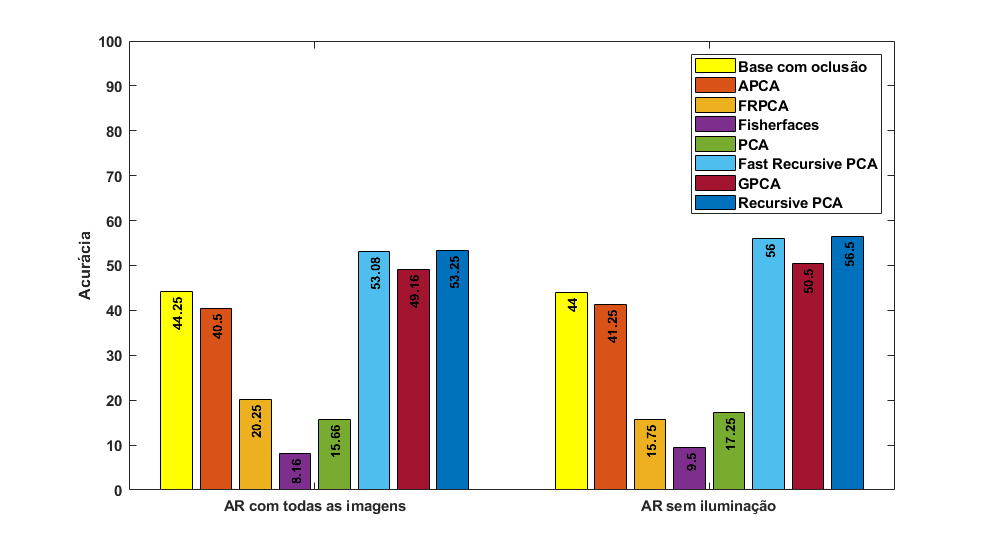 100
90
80
70
60
50
40
30
20
10
0
Acurácia
Base com oclusão
APCA
FRPCA
Fisherfaces
PCA
Fast Recursive PCA
GPCA
Recursive PCA
44.25
40.5
20.25
8.16
15.66
53.08
49.16
53.25
44
41.25
15.75
9.5
17.25
56
50.5
56.5
AR com todas as imagens
AR sem iluminação